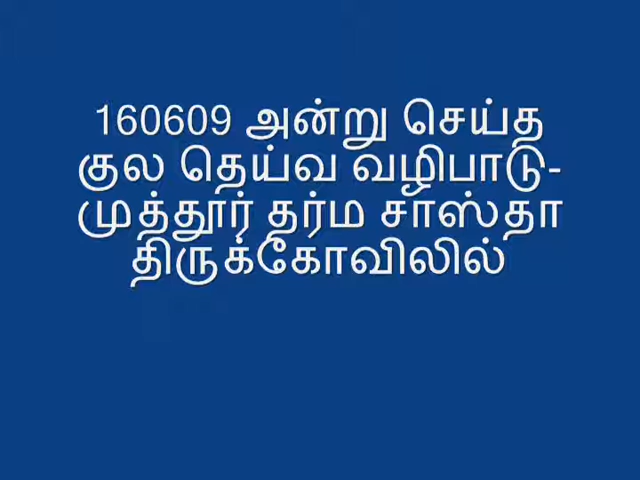 160609 அன்று செய்த
குல தெய்வ வழிபாடு-
முத்தூர் தர்ம சாஸ்தா
திருக்கோவிலில்